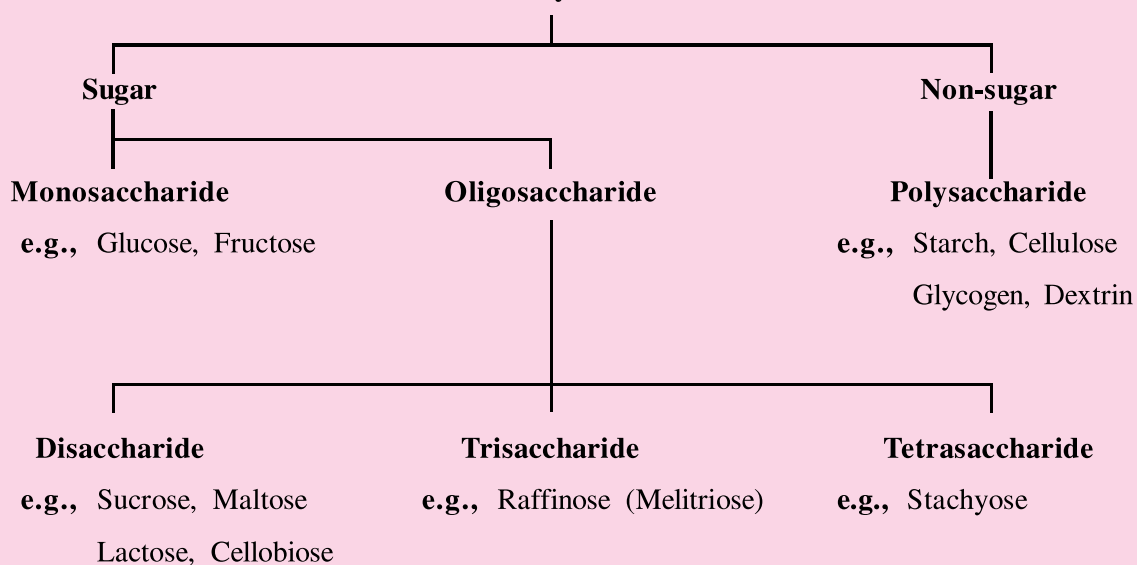 Sugar
Non-sugar
Monosaccharide
Oligosaccharide
Polysaccharide
e.g., Glucose, Fructose
e.g., Starch, Cellulose
Glycogen, Dextrin
Disaccharide
Trisaccharide
Tetrasaccharide
e.g., Sucrose, Maltose
Lactose, Cellobiose
e.g., Raffinose (Melitriose)
e.g., Stachyose